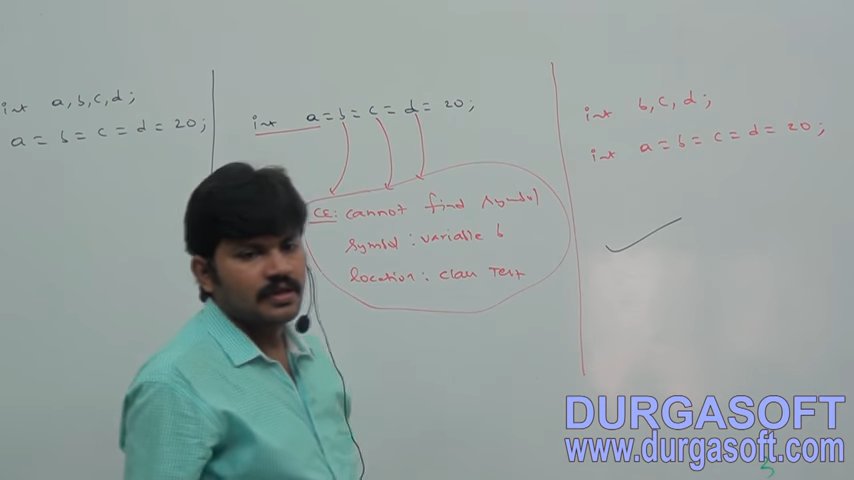 int a,b,c,d;
a = b = c = d = 20;
int a = b = c = d = 20;
CE: cannot find symbol
symbol : variable b
location : class Test
int b,c,d;
int a = b = c = d = 20;
DURGASOFT
www.durgasoft.com
5